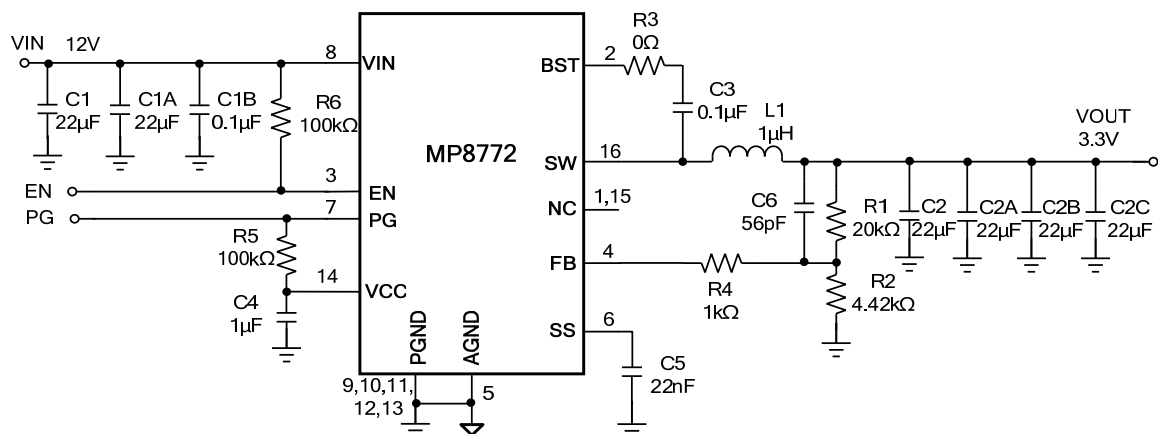 VIN 12V
C1
22µF
C1A
22µF
C1B
0.1µF
R6
100kΩ
8
VIN
EN
3
EN
PG
7
PG
R5
100kΩ
14
VCC
C4
1µF
MP8772
PGND
AGND
9,10,11,
12,13
5
BST
2
R3
0Ω
C3
0.1µF
L1
1µH
SW
16
NC
1,15
FB
4
R4
1kΩ
SS
6
C5
22nF
C6
56pF
R1
20kΩ
R2
4.42kΩ
C2
22µF
C2A
22µF
C2B
22µF
C2C
22µF
VOUT
3.3V